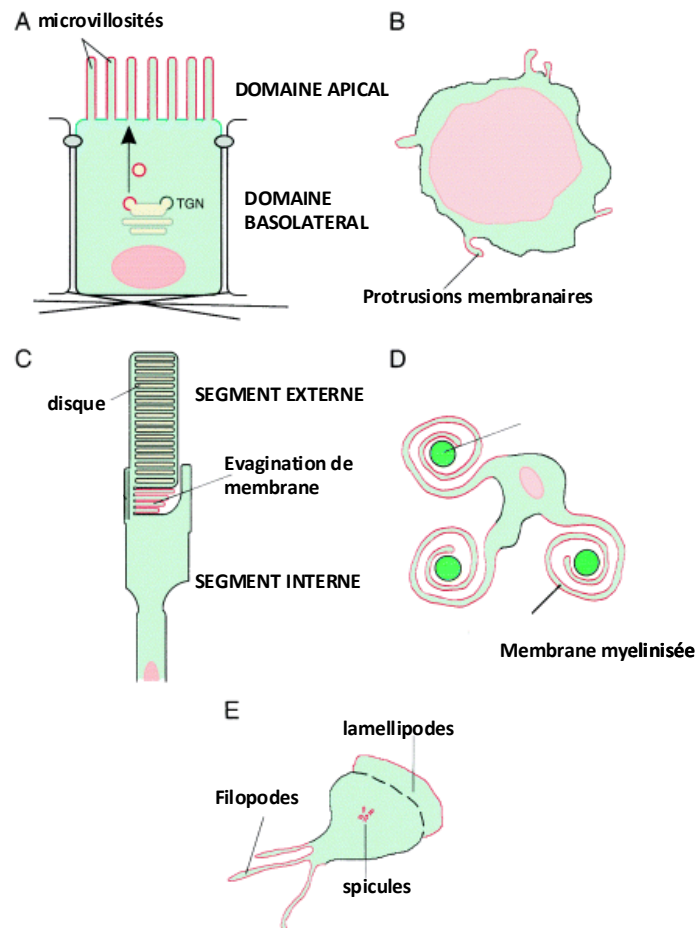 A
microvillosités
DOMAINE APICAL
TGN
DOMAINE
BASOLATERAL
B
Protrusions membranaires
C
disque
SEGMENT EXTERNE
Evagination de
membrane
SEGMENT INTERNE
D
Membrane myelinisée
E
lamellipodes
Filopodes
spicules